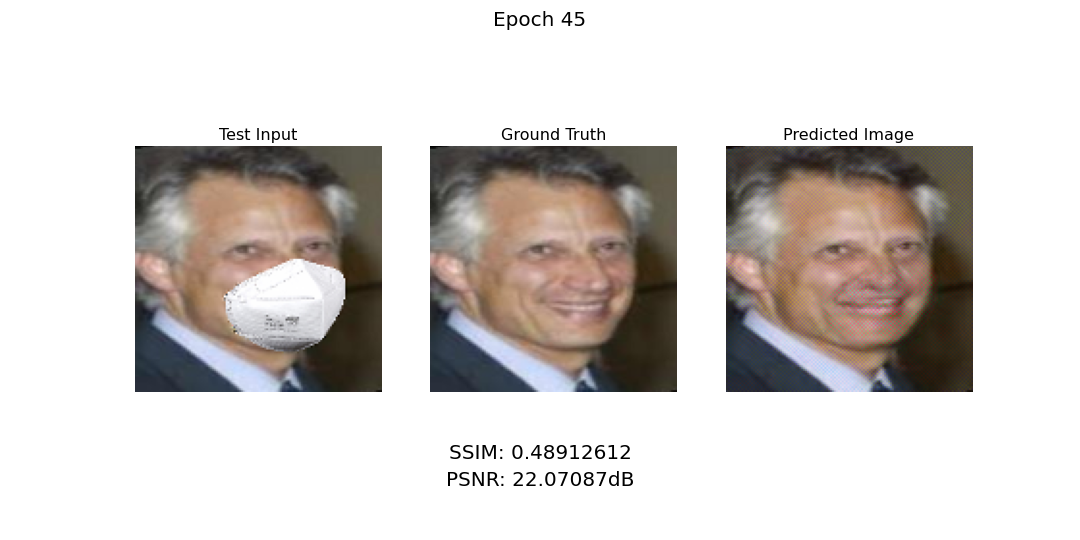 Epoch 45
Test Input
Ground Truth
Predicted Image
SSIM: 0.48912612
PSNR: 22.07087dB